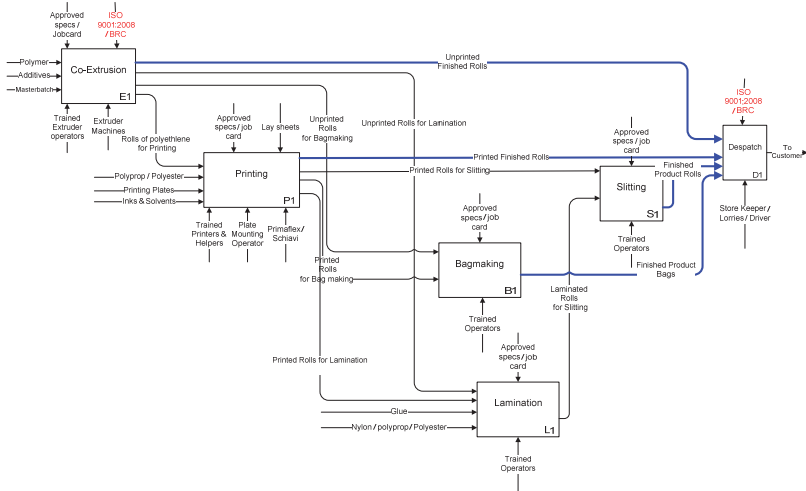 Approved
specs /
Jobcard
ISO
9001:2008
/ BRC
Polymer
Additives
Masterbatch
Co-Extrusion
E1
Trained
Extruder
operators
Extruder
Machines
Unprinted
Finished Rolls
Unprinted
Rolls
for Bagmaking
Unprinted Rolls for Lamination
Rolls of polyethlene
for Printing
Approved
specs/ job
card
Lay sheets
Polyprop / Polyester
Printing Plates
Inks & Solvents
Printing
P1
Trained
Printers &
Helpers
Plate
Mounting
Operator
Primaflex /
Schiavi
Printed Finished Rolls
Printed Rolls for Slitting
Printed
Rolls
for Bag making
Printed Rolls for Lamination
Approved
specs/ job
card
Slitting
S1
Trained
Operators
Finished
Product Rolls
ISO
9001:2008
/ BRC
Despatch
D1
To
Customer
Store Keeper /
Lorries / Driver
Approved
specs/ job
card
Bagmaking
B1
Trained
Operators
Finished Product
Bags
Laminated
Rolls
for Slitting
Approved
specs/ job
card
Glue
Nylon / polyprop / Polyester
Lamination
L1
Trained
Operators